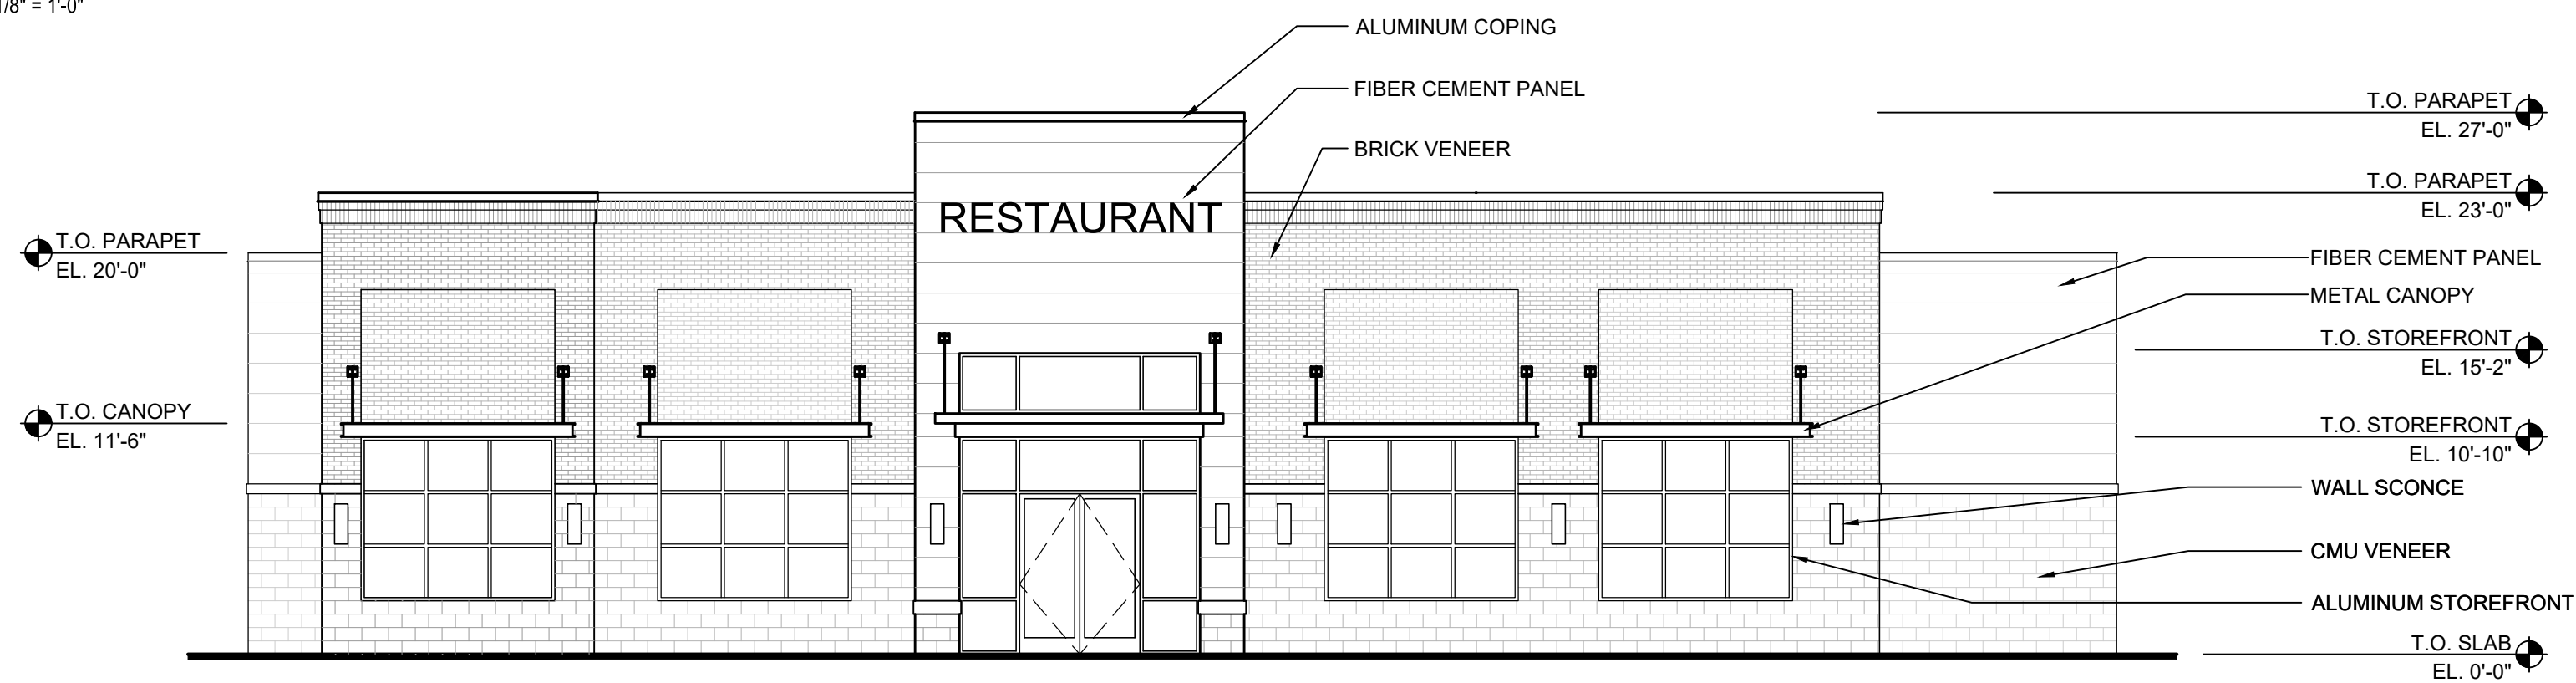 1/8" = 1'-0"
ALUMINUM COPING
FIBER CEMENT PANEL
BRICK VENEER
RESTAURANT
T.O. PARAPET
EL. 20'-0"
T.O. CANOPY
EL. 11'-6"
T.O. PARAPET
EL. 27'-0"
T.O. PARAPET
EL. 23'-0"
FIBER CEMENT PANEL
METAL CANOPY
T.O. STOREFRONT
EL. 15'-2"
T.O. STOREFRONT
EL. 10'-10"
WALL SCONCE
CMU VENEER
ALUMINUM STOREFRONT
T.O. SLAB
EL. 0'-0"